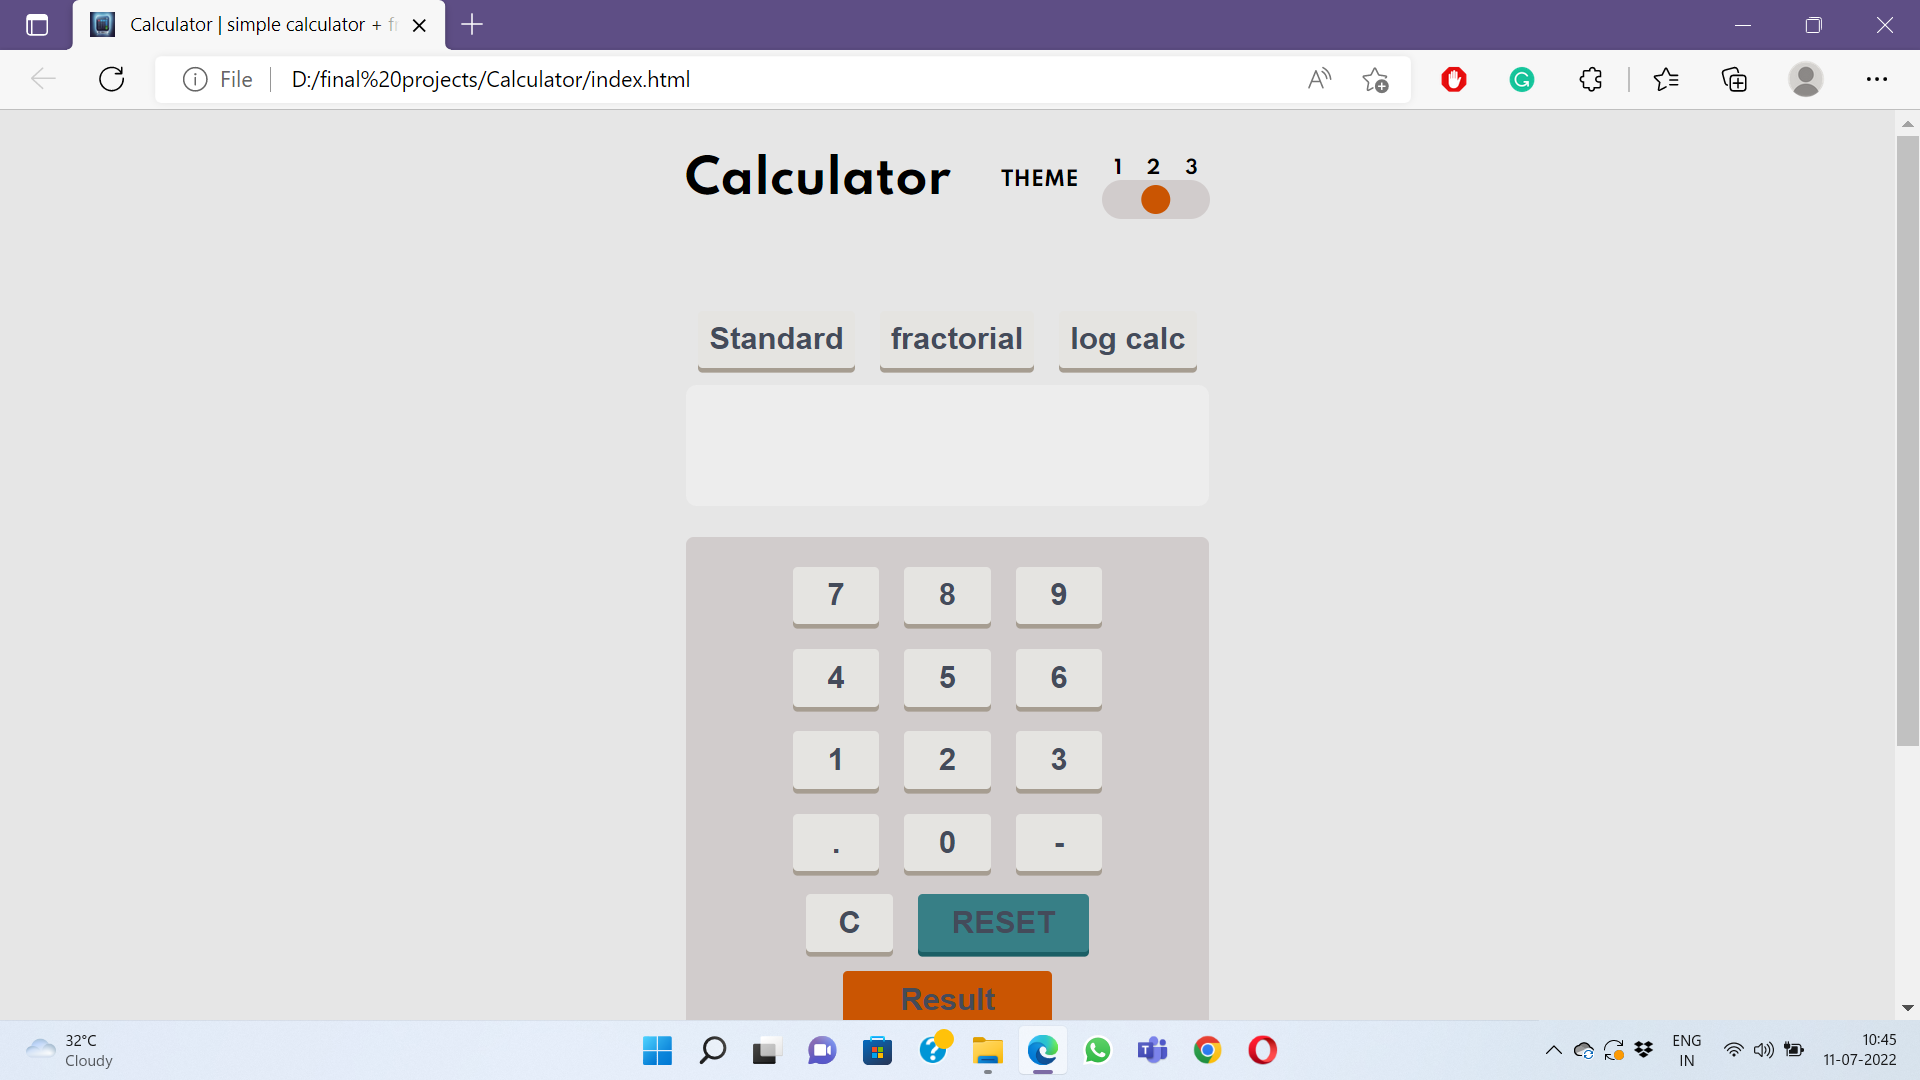 Calculator | simple calculator + fr
File D:/final%20projects/Calculator/index.html
Calculator THEME 1 2 3
Standard fractorial log calc
7 8 9
4 5 6
1 2 3
. 0 -
C RESET
Result
32°C
Cloudy
ENG
IN
10:45
11-07-2022